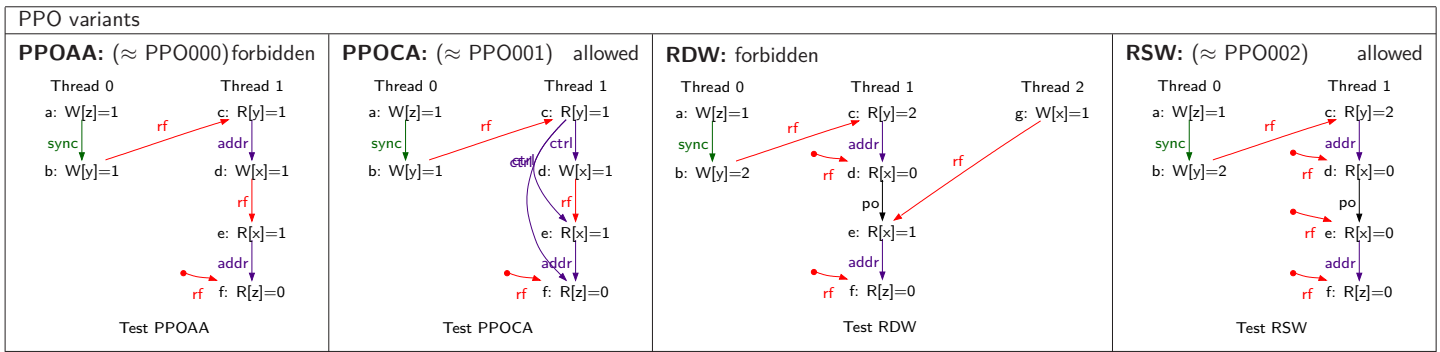 PPO variants
PPOAA: (≈ PPO000) forbidden
Thread 0 Thread 1
a: W[z]=1 c: R[y]=1
rf
sync addr
b: W[y]=1 d: W[x]=1
rf
e: R[x]=1
addr
rf f: R[z]=0
Test PPOAA
PPOCA: (≈ PPO001) allowed
Thread 0 Thread 1
a: W[z]=1 c: R[y]=1
rf
sync ctrl
ctrl ctrl
b: W[y]=1 d: W[x]=1
rf
e: R[x]=1
addr
rf f: R[z]=0
Test PPOCA
RDW: forbidden
Thread 0 Thread 1 Thread 2
a: W[z]=1 c: R[y]=2 g: W[x]=1
rf
sync addr
rf
b: W[y]=2 rf d: R[x]=0
po
e: R[x]=1
addr
rf f: R[z]=0
Test RDW
RSW: (≈ PPO002) allowed
Thread 0 Thread 1
a: W[z]=1 c: R[y]=2
rf
sync addr
b: W[y]=2 rf d: R[x]=0
po
rf e: R[x]=0
addr
rf f: R[z]=0
Test RSW